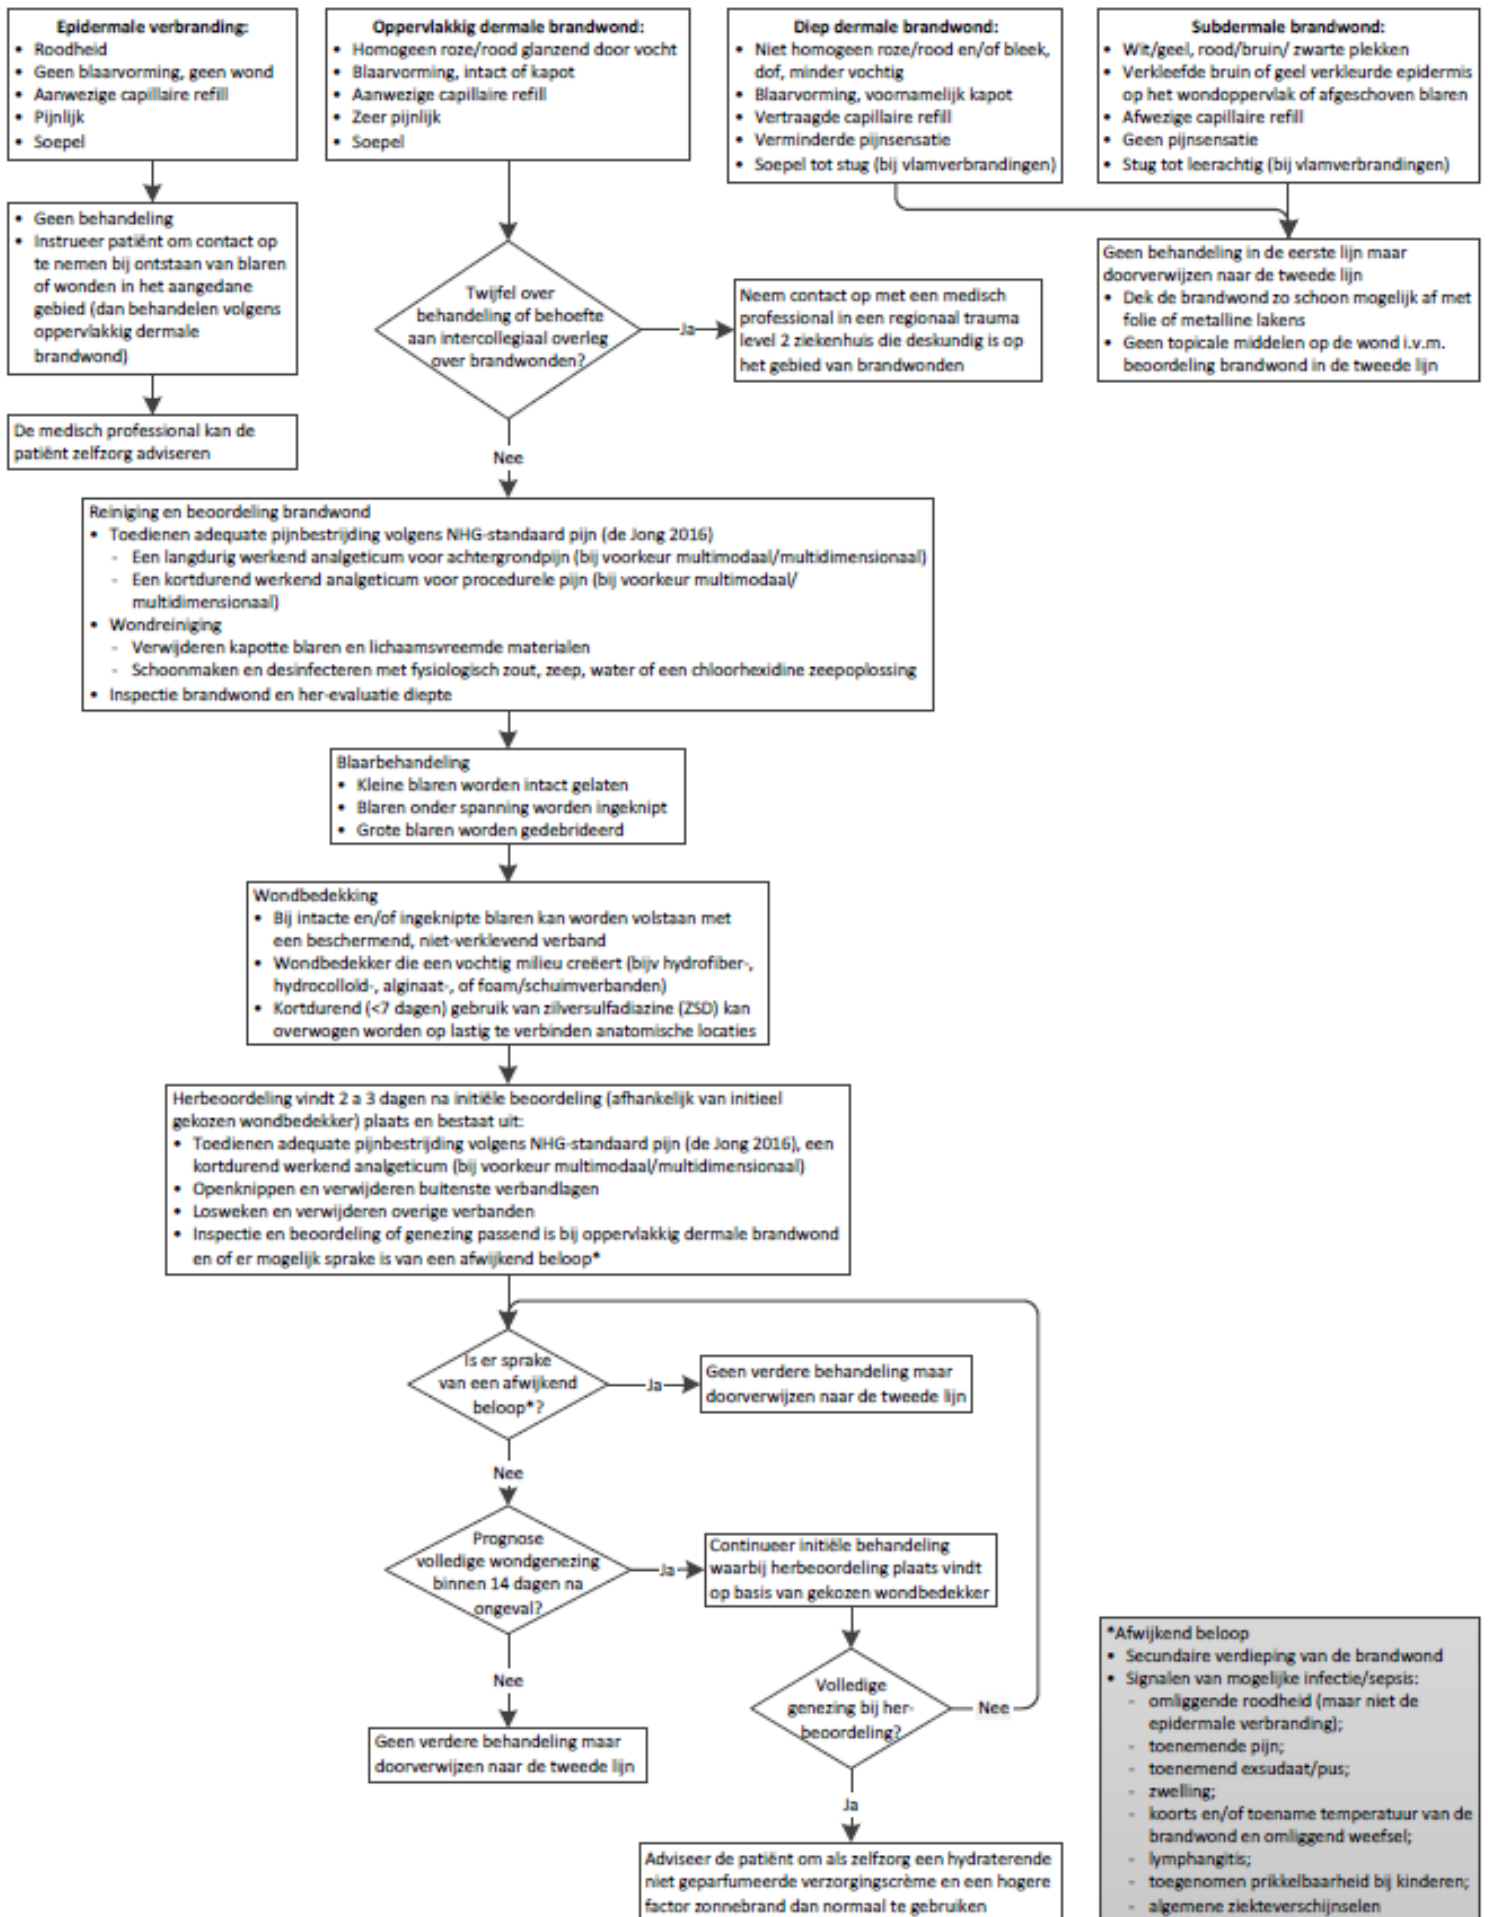 Epidermale verbranding:
• Roodheid
• Geen blaarvorming, geen wond
• Aanwezige capillaire refill
• Pijnlijk
• Soepel
Oppervlakkig dermale brandwond:
• Homogeen roze/rood glanzend door vocht
• Blaarvorming, intact of kapot
• Aanwezige capillaire refill
• Zeer pijnlijk
• Soepel
Diep dermale brandwond:
• Niet homogeen roze/rood en/of bleek,
dof, minder vochtig
• Blaarvorming, voornamelijk kapot
• Vertraagde capillaire refill
• Verminderde pijnsensatie
• Soepel tot stug (bij vlamverbrandingen)
Subdermale brandwond:
• Wit/geel, rood/bruin/ zwarte plekken
• Verkleefde bruin of geel verkleurde epidermis
op het wondoppervlak of afgeschoven blaren
• Afwezige capillaire refill
• Geen pijnsensatie
• Stug tot leerachtig (bij vlamverbrandingen)
• Geen behandeling
• Instrueer patiënt om contact op
te nemen bij ontstaan van blaren
of wonden in het aangedane
gebied (dan behandelen volgens
oppervlakkig dermale
brandwond)
De medisch professional kan de
patiënt zelfzorg adviseren
Twijfel over
behandeling of behoefte
aan intercollegiaal overleg
over brandwonden?
Ja
Neem contact op met een medisch
professional in een regionaal trauma
level 2 ziekenhuis die deskundig is op
het gebied van brandwonden
Geen behandeling in de eerste lijn maar
doorverwijzen naar de tweede lijn
• Dek de brandwond zo schoon mogelijk af met
folie of metalline lakens
• Geen topicale middelen op de wond i.v.m.
beoordeling brandwond in de tweede lijn
Nee
Reiniging en beoordeling brandwond
• Toedienen adequate pijnbestrijding volgens NHG-standaard pijn (de Jong 2016)
- Een langdurig werkend analgeticum voor achtergrondpijn (bij voorkeur multimodaal/multidimensionaal)
- Een kortdurend werkend analgeticum voor procedurele pijn (bij voorkeur multimodaal/
multidimensionaal)
• Wondreiniging
- Verwijderen kapotte blaren en lichaamsvreemde materialen
- Schoonmaken en desinfecteren met fysiologisch zout, zeep, water of een chloorhexidine zeepoplossing
• Inspectie brandwond en her-evaluatie diepte
Blaarbehandeling
• Kleine blaren worden intact gelaten
• Blaren onder spanning worden ingeknipt
• Grote blaren worden gedebrideerd
Wondbedekking
• Bij intacte en/of ingeknipte blaren kan worden volstaan met
een beschermend, niet-verklevend verband
• Wondbedekker die een vochtig milieu creëert (bijv hydrofiber-,
hydrocolloïd-, alginaat-, of foam/schuimverbanden)
• Kortdurend (<7 dagen) gebruik van zilversulfadiazine (ZSD) kan
overwogen worden op lastig te verbinden anatomische locaties
Herbeoordeling vindt 2 a 3 dagen na initiële beoordeling (afhankelijk van initieel
gekozen wondbedekker) plaats en bestaat uit:
• Toedienen adequate pijnbestrijding volgens NHG-standaard pijn (de Jong 2016), een
kortdurend werkend analgeticum (bij voorkeur multimodaal/multidimensionaal)
• Openknippen en verwijderen buitenste verbandlagen
• Losweken en verwijderen overige verbanden
• Inspectie en beoordeling of genezing passend is bij oppervlakkig dermale brandwond
en of er mogelijk sprake is van een afwijkend beloop*
Is er sprake
van een afwijkend
beloop*?
Ja
Geen verdere behandeling maar
doorverwijzen naar de tweede lijn
Nee
Prognose
volledige wondgenezing
binnen 14 dagen na
ongeval?
Ja
Continueer initiële behandeling
waarbij herbeoordeling plaats vindt
op basis van gekozen wondbedekker
Nee
Geen verdere behandeling maar
doorverwijzen naar de tweede lijn
Volledige
genezing bij her-
beoordeling?
Nee
Ja
Adviseer de patiënt om als zelfzorg een hydraterende
niet geparfumeerde verzorgingscrème en een hogere
factor zonnebrand dan normaal te gebruiken
*Afwijkend beloop
• Secundaire verdieping van de brandwond
• Signalen van mogelijke infectie/sepsis:
- omliggende roodheid (maar niet de
epidermale verbranding);
- toenemende pijn;
- toenemend exsudaat/pus;
- zwelling;
- koorts en/of toename temperatuur van de
brandwond en omliggend weefsel;
- lymphangitis;
- toegenomen prikkelbaarheid bij kinderen;
- algemene ziekteverschijnselen